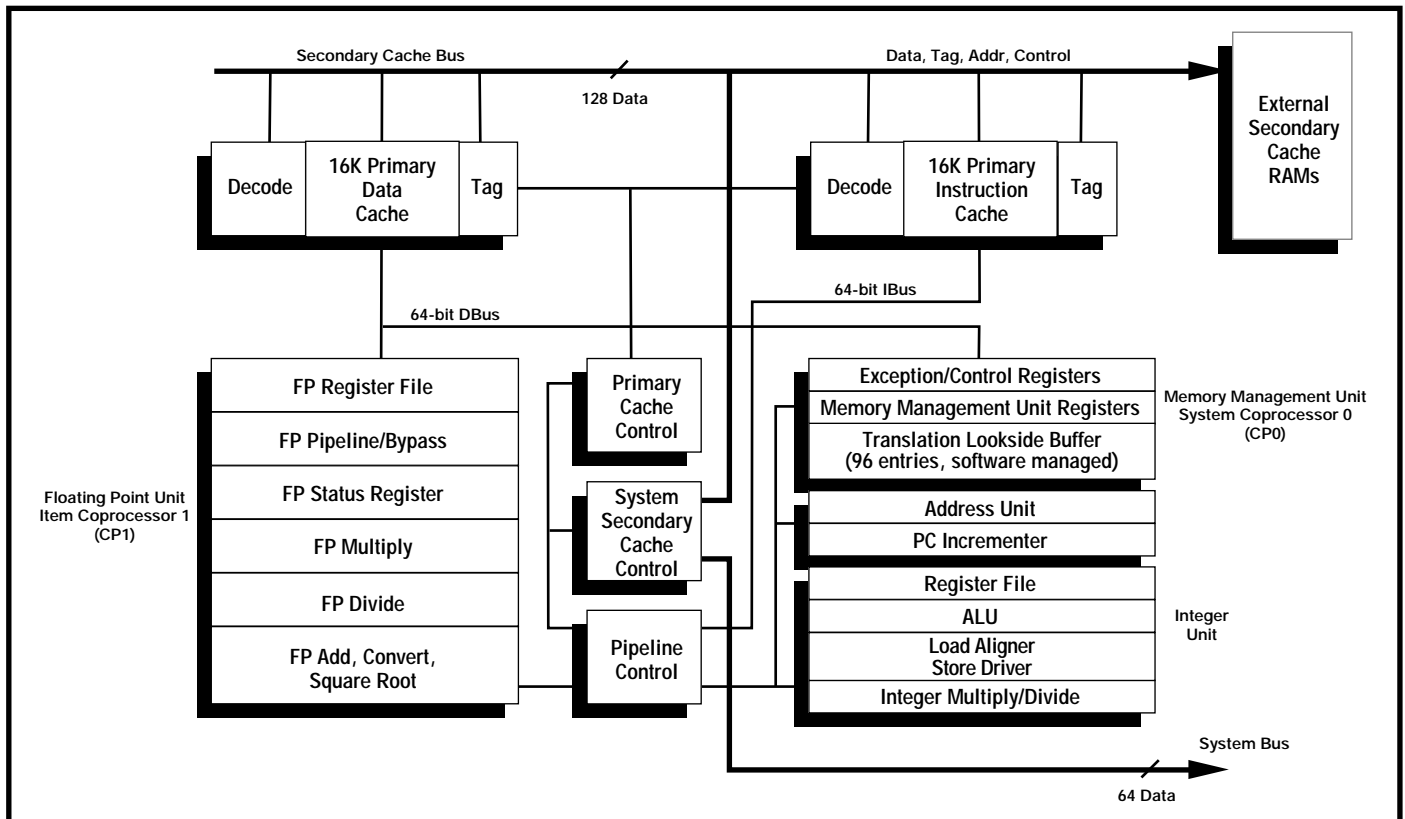 Secondary Cache Bus
Data, Tag, Addr, Control
128 Data
External
Secondary
Cache
RAMs
Decode
16K Primary
Data
Cache
Tag
Decode
16K Primary
Instruction
Cache
Tag
64-bit IBus
64-bit DBus
FP Register File
FP Pipeline/Bypass
FP Status Register
FP Multiply
FP Divide
FP Add, Convert,
Square Root
Floating Point Unit
Item Coprocessor 1
(CP1)
Primary
Cache
Control
System
Secondary
Cache
Control
Pipeline
Control
Exception/Control Registers
Memory Management Unit Registers
Translation Lookside Buffer
(96 entries, software managed)
Memory Management Unit
System Coprocessor 0
(CP0)
Address Unit
PC Incrementer
Register File
ALU
Load Aligner
Store Driver
Integer Multiply/Divide
Integer
Unit
System Bus
64 Data